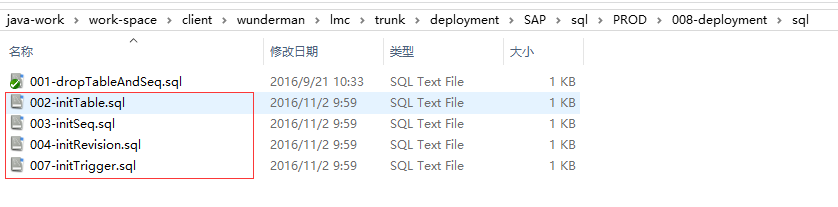 java-work > work-space > client > wunderman > lmc > trunk > deployment > SAP > sql > PROD > 008-deployment > sql
名称 修改日期 类型 大小
001-dropTableAndSeq.sql 2016/9/21 10:33 SQL Text File 1 KB
002-initTable.sql 2016/11/2 9:59 SQL Text File 1 KB
003-initSeq.sql 2016/11/2 9:59 SQL Text File 1 KB
004-initRevision.sql 2016/11/2 9:59 SQL Text File 1 KB
007-initTrigger.sql 2016/11/2 9:59 SQL Text File 1 KB